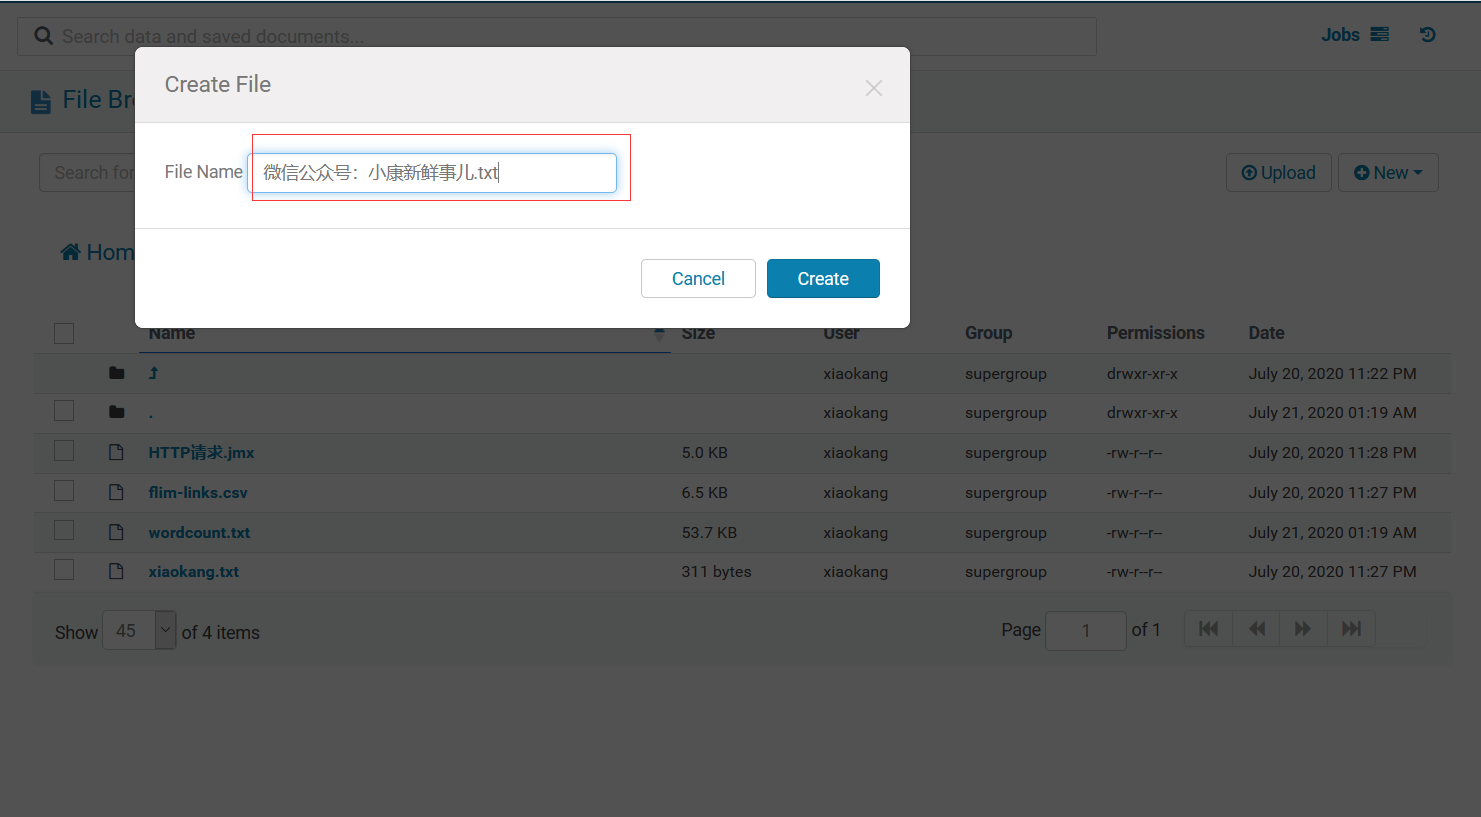 Search data and saved documents...
Jobs
Create File
File Br
File Name 微信公众号：小康新鲜事儿.txt
Search for
Upload
New
Cancel
Create
Hom
Name Size User Group Permissions Date
xiaokang supergroup drwxr-xr-x July 20, 2020 11:22 PM
. xiaokang supergroup drwxr-xr-x July 21, 2020 01:19 AM
HTTP请求.jmx 5.0 KB xiaokang supergroup -rw-r--r-- July 20, 2020 11:28 PM
flim-links.csv 6.5 KB xiaokang supergroup -rw-r--r-- July 20, 2020 11:27 PM
wordcount.txt 53.7 KB xiaokang supergroup -rw-r--r-- July 21, 2020 01:19 AM
xiaokang.txt 311 bytes xiaokang supergroup -rw-r--r-- July 20, 2020 11:27 PM
Show 45 of 4 items
Page 1 of 1